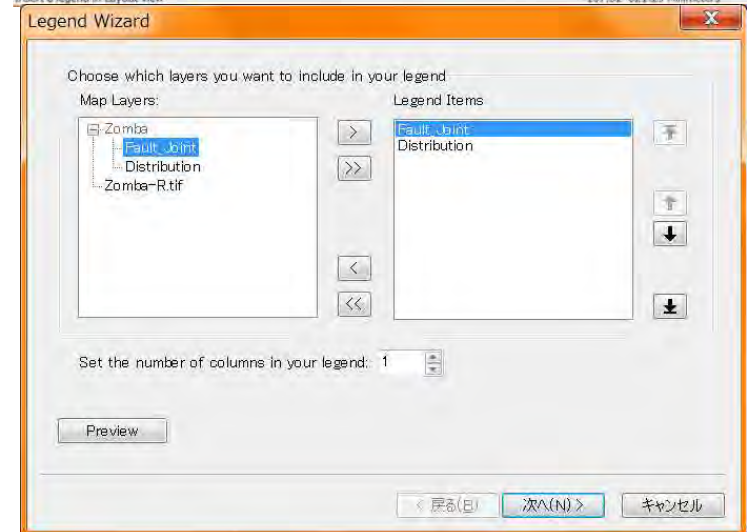 Legend Wizard
Choose which layers you want to include in your legend
Map Layers:
Legend Items
Zomba
Fault_Joint
Distribution
Zomba-R.tif
>
>>
<
<<
Fault_Joint
Distribution
Set the number of columns in your legend: 1
Preview
< 戻る(B)
次へ(N) >
キャンセル